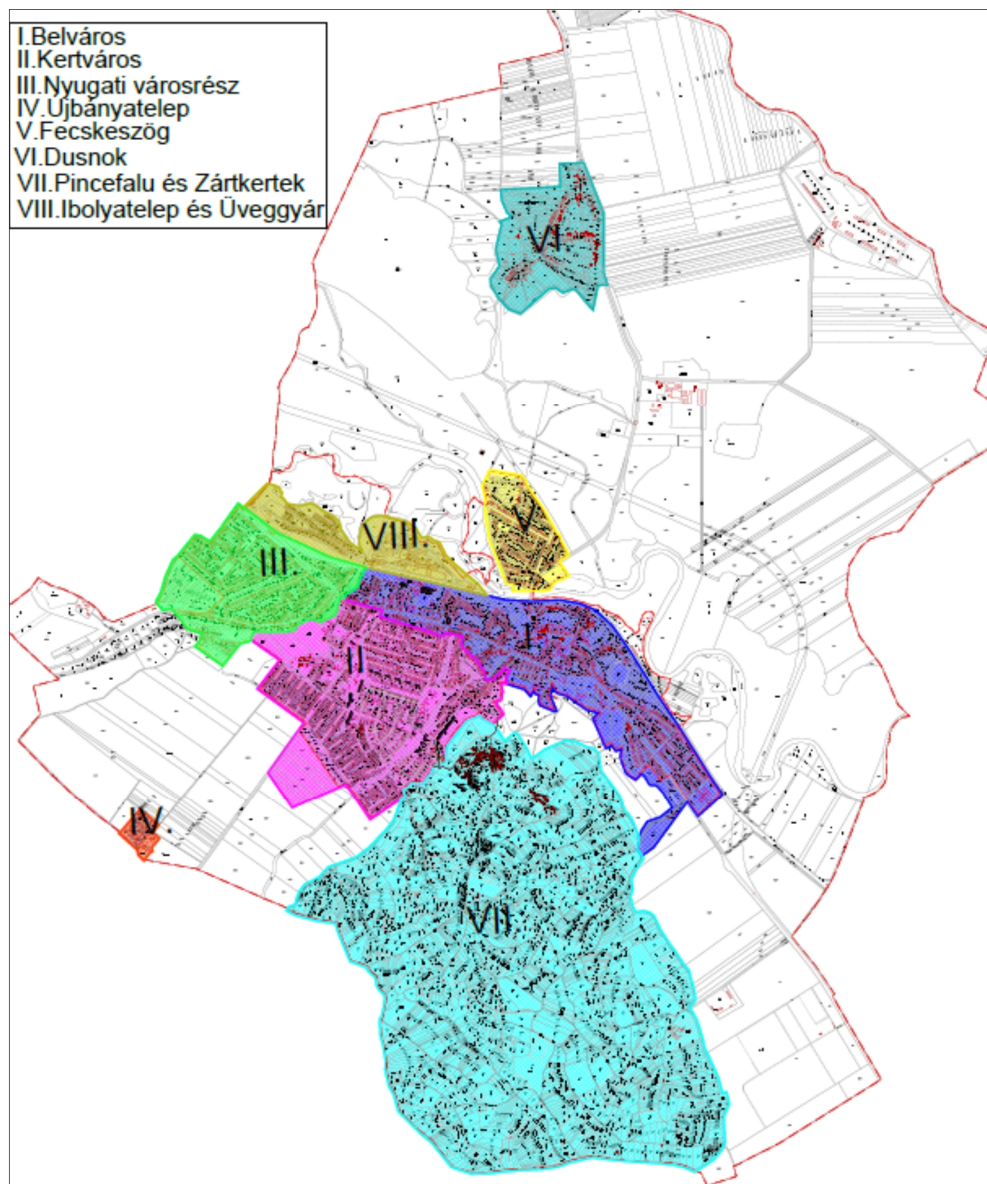 I.Belváros
II.Kertváros
III.Nyugati városrész
IV.Újbányatelep
V.Fecskeszög
VI.Dusnok
VII.Pincefalu és Zártkertek
VIII.Ibolyatelep és Üveggyár
VI
V
VIII.
III.
I
II
IV.
VII